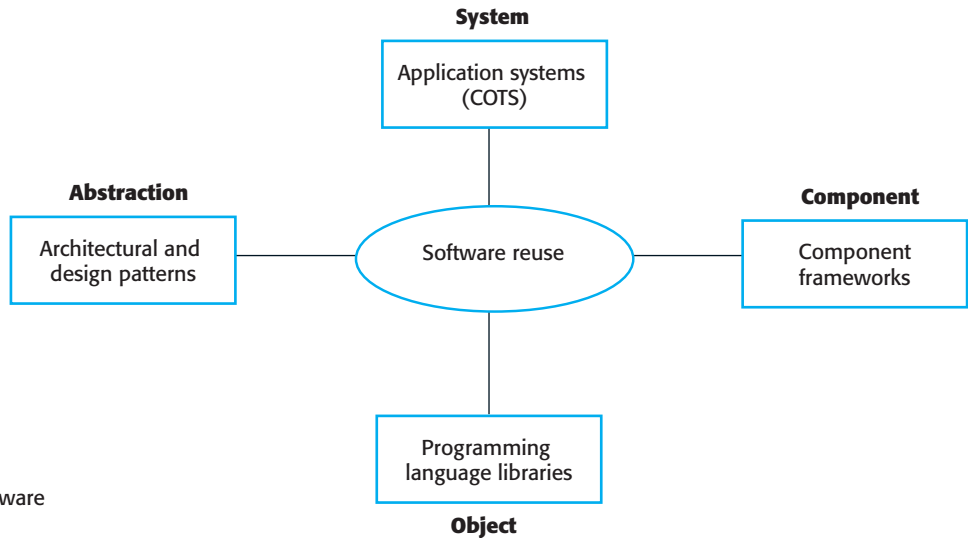 System
Application systems
(COTS)
Abstraction
Architectural and
design patterns
Software reuse
Component
Component
frameworks
Programming
language libraries
Object